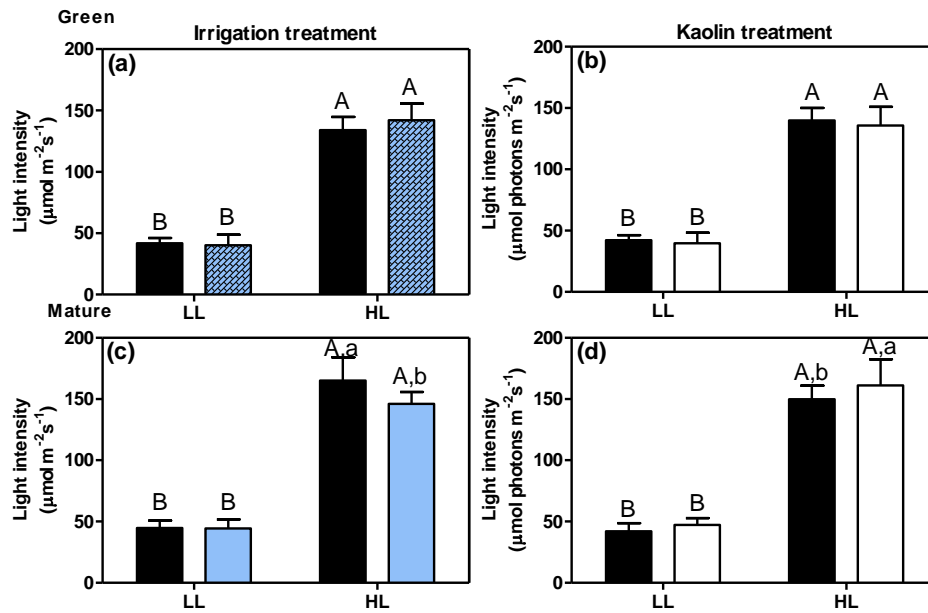 Green
Irrigation treatment
Kaolin treatment
(a)
Light intensity
(µmol m⁻²s⁻¹)
200
150
100
50
0
B
B
A
A
LL
HL
(b)
Light intensity
(µmol photons m⁻²s⁻¹)
200
150
100
50
0
B
B
A
A
LL
HL
Mature
(c)
Light intensity
(µmol m⁻²s⁻¹)
200
150
100
50
0
B
B
A,a
A,b
LL
HL
(d)
Light intensity
(µmol photons m⁻²s⁻¹)
200
150
100
50
0
B
B
A,b
A,a
LL
HL